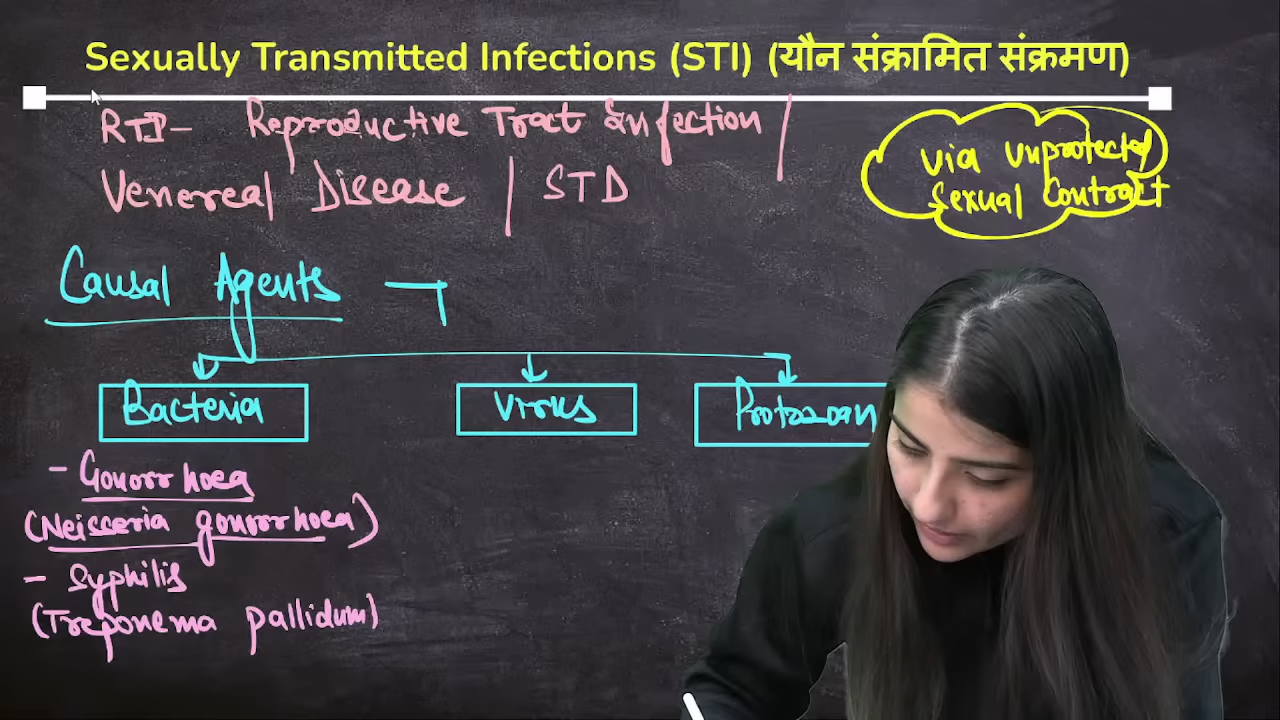 Sexually Transmitted Infections (STI) (यौन संक्रामित संक्रमण)
RTI- Reproductive Tract Infection |
Venereal Disease | STD
via unprotected
sexual Contract
Causal Agents
Bacteria Virus Protozoan
- Gonorrhoea
(Neisseria gonorrhoea)
- Syphilis
(Treponema pallidum)